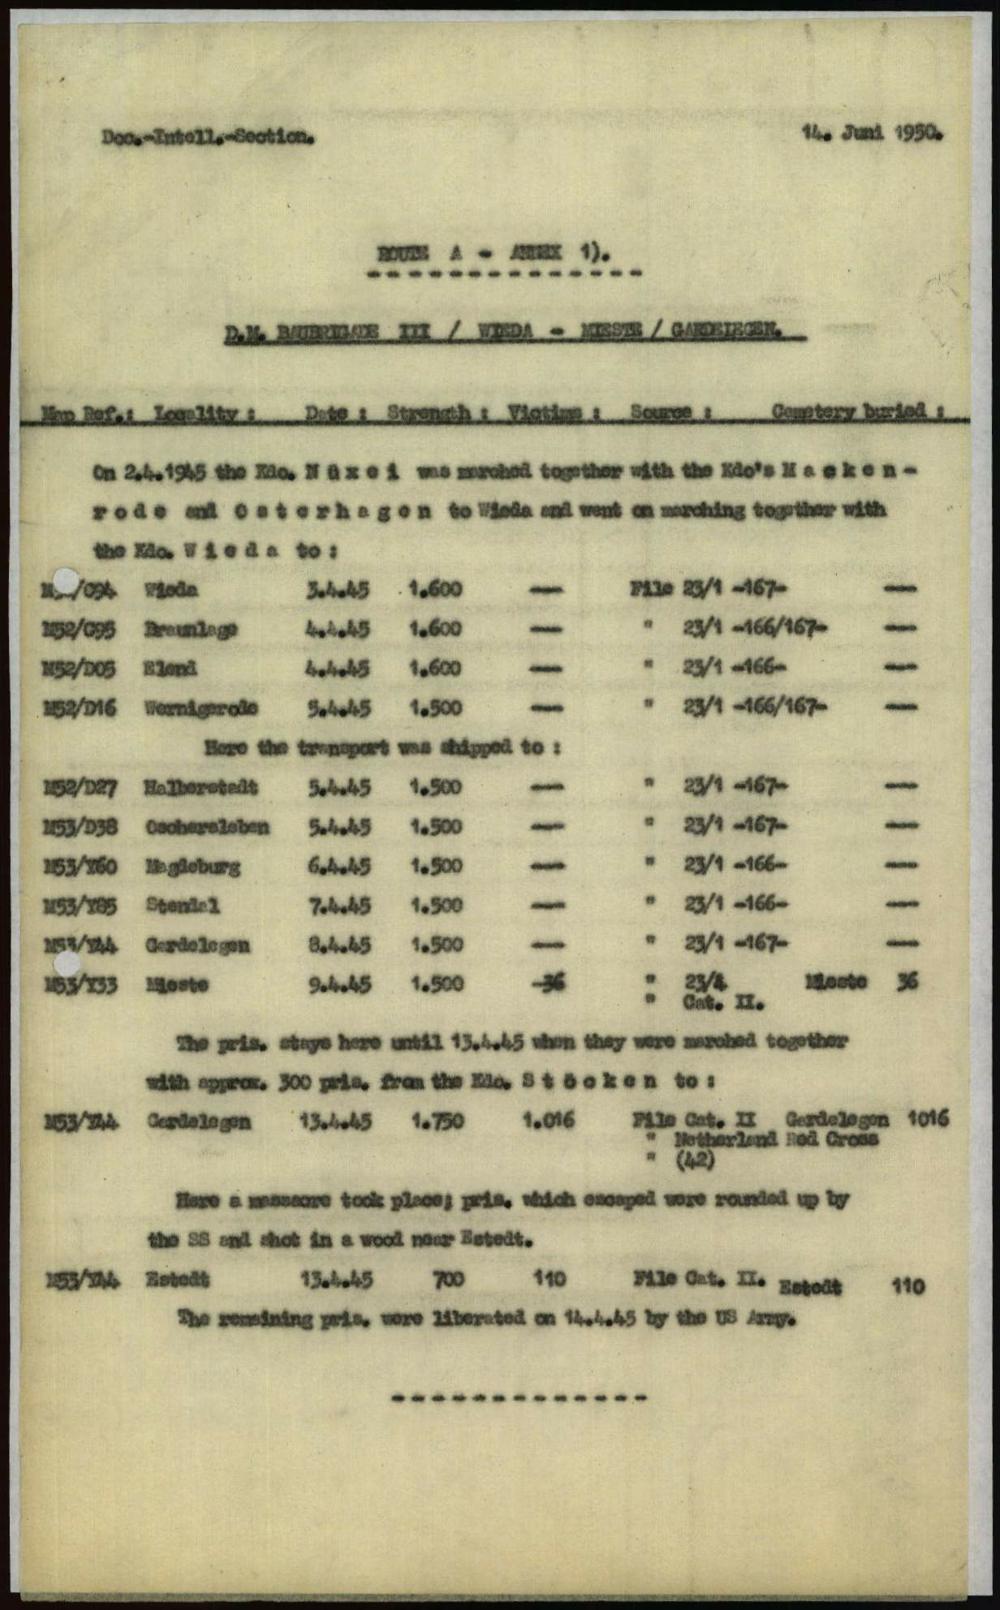 Doc.-Intell.-Section. 14. Juni 1950.
ROUTE A - ANNEX 1).
D.M. BAUBRIGADE III / WIEDA - MIESTE / GARDELEGEN.
Map Ref.: Locality : Date : Strength : Victims : Source : Cemetery buried :
On 2.4.1945 the Kdo. N ü x e i was marched together with the Kdo's M a c k e n -
r o d e and O s t e r h a g e n to Wieda and went on marching together with
the Kdo. W i e d a to :
/C94 Wieda 3.4.45 1.600 — File 23/1 -167- —
M52/C95 Braunlage 4.4.45 1.600 — " 23/1 -166/167- —
M52/D05 Elend 4.4.45 1.600 — " 23/1 -166- —
M52/D16 Wernigerode 5.4.45 1.500 — " 23/1 -166/167- —
Here the transport was shipped to :
M52/D27 Halberstadt 5.4.45 1.500 — " 23/1 -167- —
M53/D38 Oschersleben 5.4.45 1.500 — " 23/1 -167- —
M53/Y60 Magdeburg 6.4.45 1.500 — " 23/1 -166- —
M53/Y85 Stendal 7.4.45 1.500 — " 23/1 -166- —
M53/Y44 Gardelegen 8.4.45 1.500 — " 23/1 -167- —
M53/Y33 Mieste 9.4.45 1.500 -36 " 23/4 Mieste 36
" Cat. II.
The pris. stays here until 13.4.45 when they were marched together
with approx. 300 pris. from the Kdo. S t ö c k e n to :
M53/Y44 Gardelegen 13.4.45 1.750 1.016 File Cat. II Gardelegen 1016
" Netherland Red Cross
" (42)
Here a massacre took place; pris. which escaped were rounded up by
the SS and shot in a wood near Estedt.
M53/Y44 Estedt 13.4.45 700 110 File Cat. II. Estedt 110
The remaining pris. were liberated on 14.4.45 by the US Army.
- - - - - - - - - - - - - -